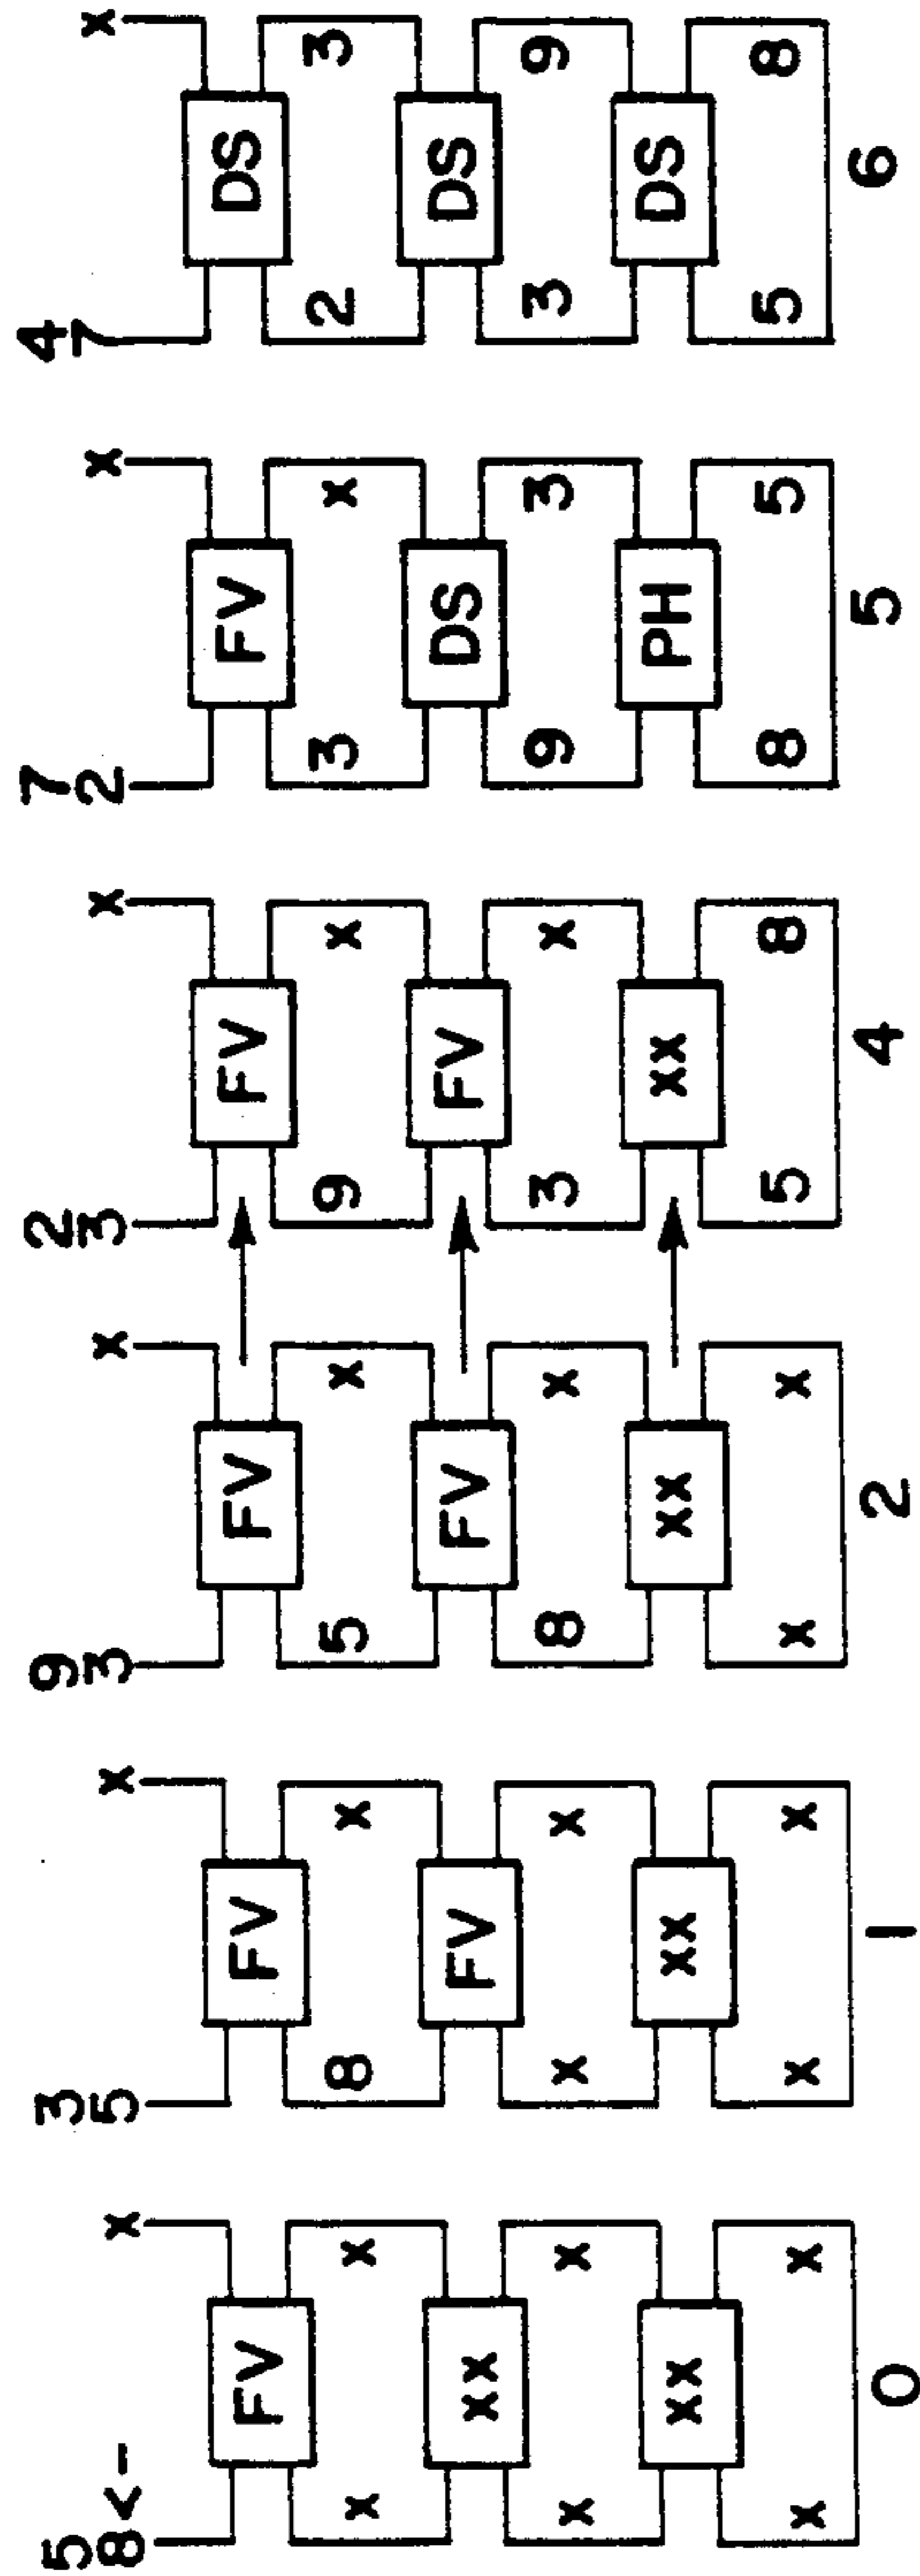 5 3 9 2 7 4
8<- x 5 x 3 x 3 x 2 x 7 x
FV FV FV FV FV DS
x x 8 x 5 x 9 x 3 x 2 3
xx FV FV FV DS DS
x x x x 8 x 3 x 9 3 3 9
xx xx xx xx PH DS
x x x x x x 5 8 8 5 5 8
0 1 2 4 5 6